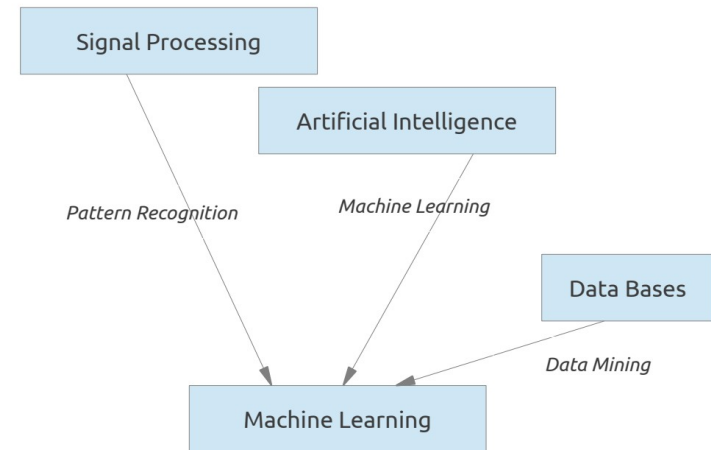 Signal Processing
Artificial Intelligence
Pattern Recognition
Machine Learning
Data Bases
Data Mining
Machine Learning